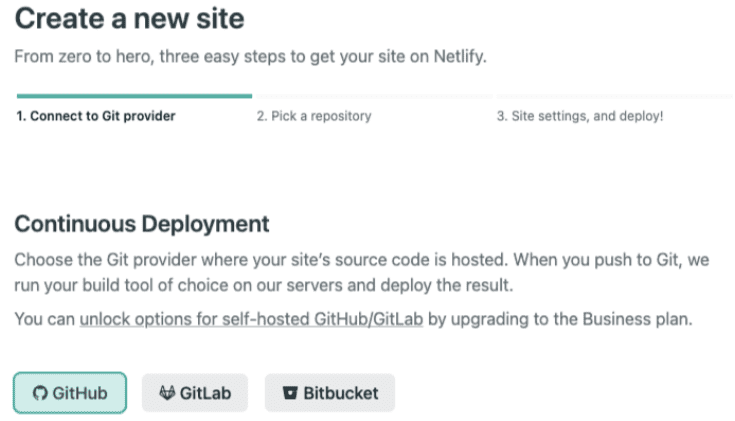 Create a new site
From zero to hero, three easy steps to get your site on Netlify.
1. Connect to Git provider
2. Pick a repository
3. Site settings, and deploy!
Continuous Deployment
Choose the Git provider where your site's source code is hosted. When you push to Git, we
run your build tool of choice on our servers and deploy the result.
You can unlock options for self-hosted GitHub/GitLab by upgrading to the Business plan.
GitHub
GitLab
Bitbucket